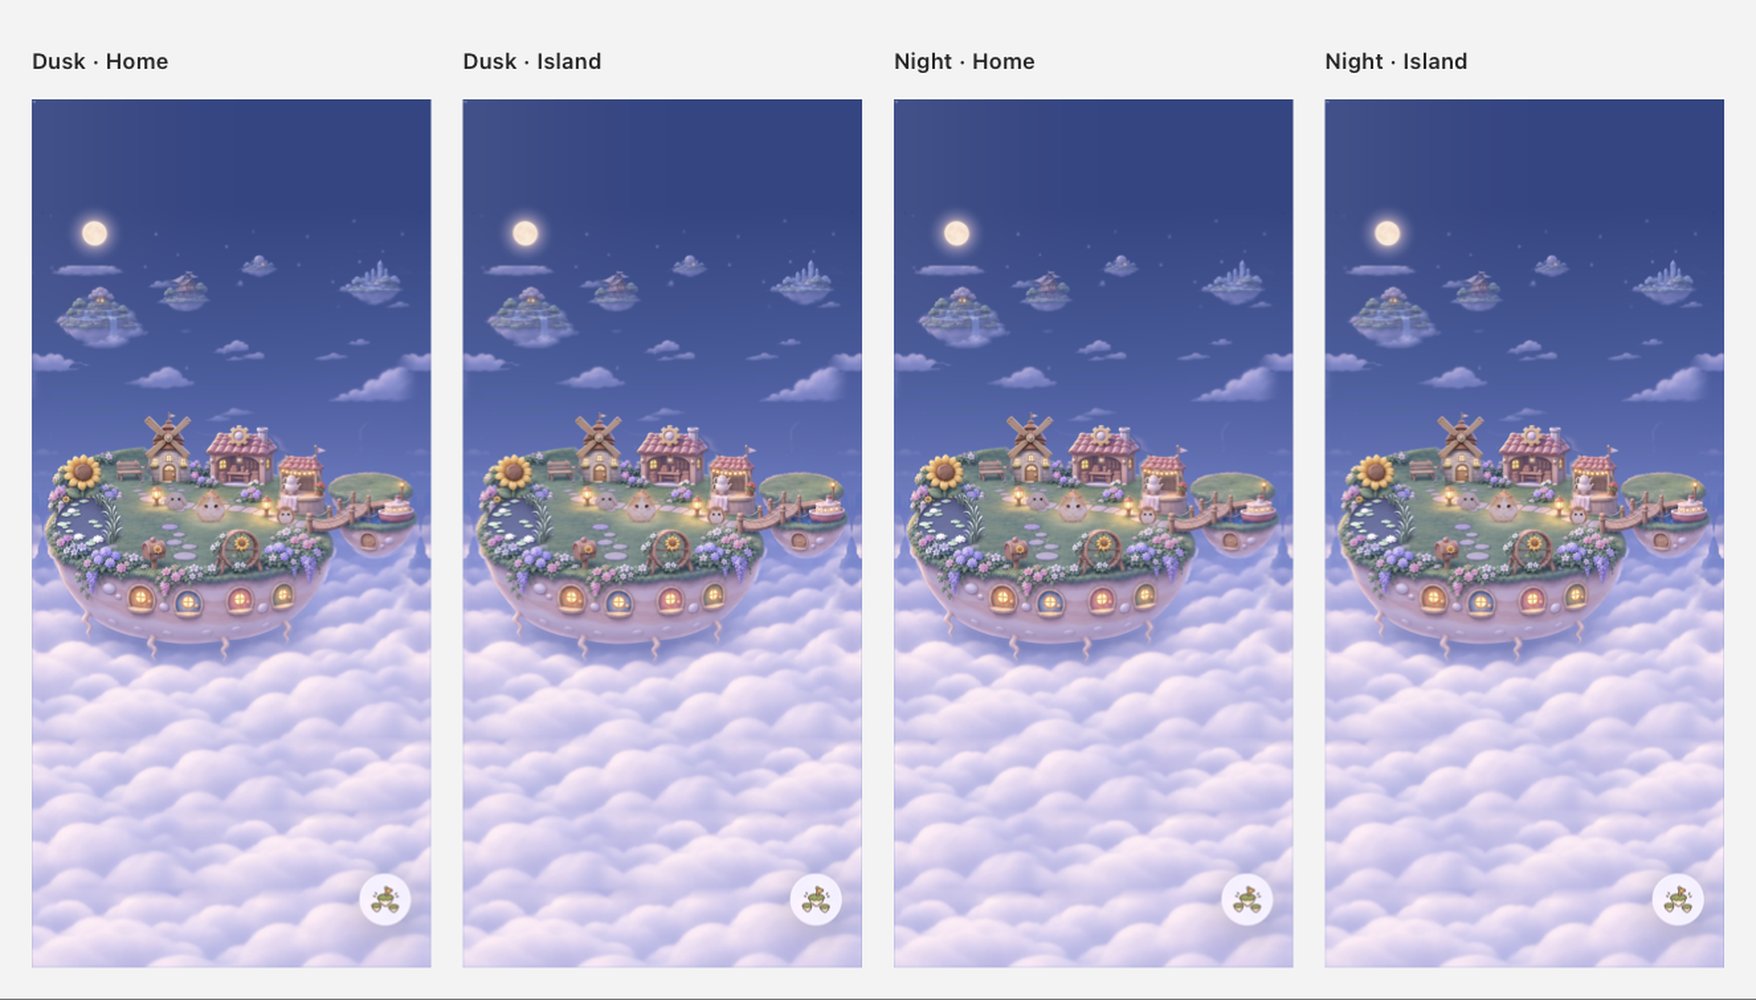 Dusk · Home
Dusk · Island
Night · Home
Night · Island